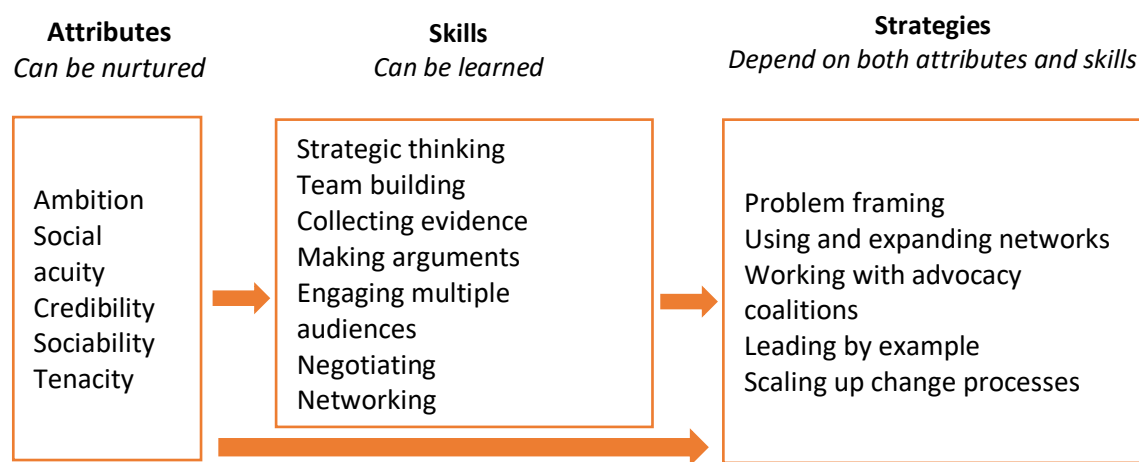 Attributes
Can be nurtured
Skills
Can be learned
Strategies
Depend on both attributes and skills
Ambition
Social
acuity
Credibility
Sociability
Tenacity
Strategic thinking
Team building
Collecting evidence
Making arguments
Engaging multiple
audiences
Negotiating
Networking
Problem framing
Using and expanding networks
Working with advocacy
coalitions
Leading by example
Scaling up change processes